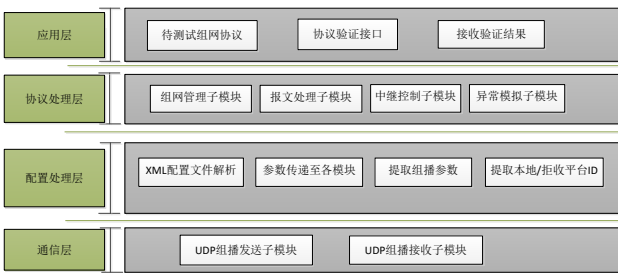 应用层
待测试组网协议
协议验证接口
接收验证结果
协议处理层
组网管理子模块
报文处理子模块
中继控制子模块
异常模拟子模块
配置处理层
XML配置文件解析
参数传递至各模块
提取组播参数
提取本地/拒收平台ID
通信层
UDP组播发送子模块
UDP组播接收子模块